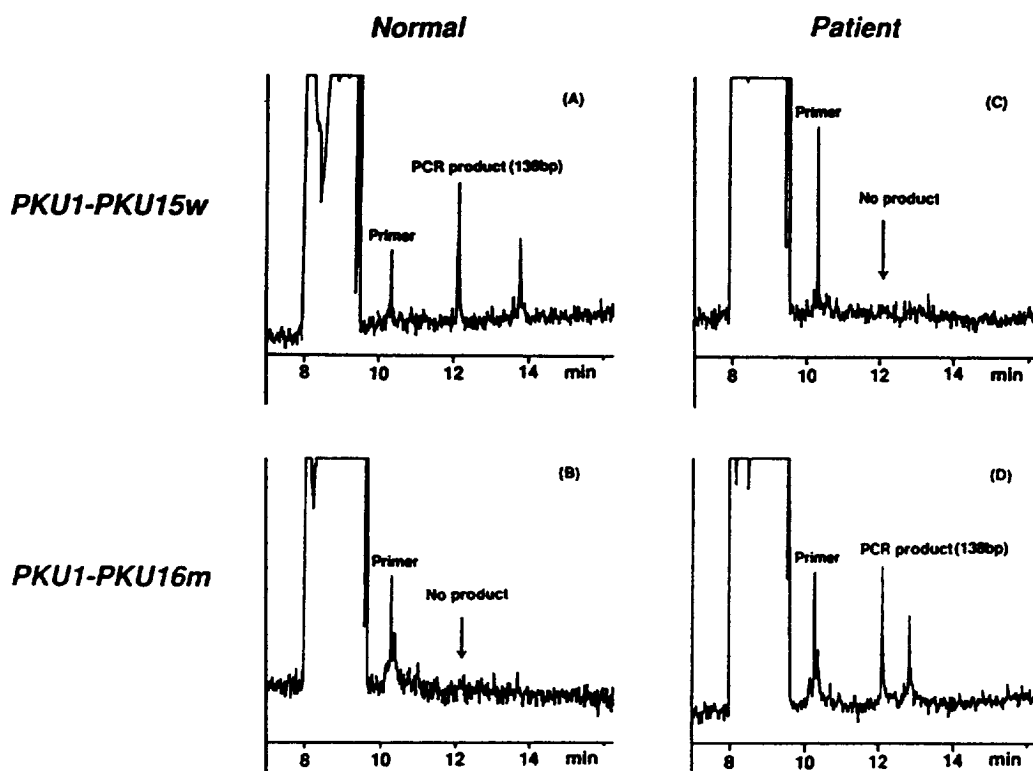 Normal
Patient
PKU1-PKU15w
(A)
Primer
PCR product (138bp)
8 10 12 14 min
(C)
Primer
No product
8 10 12 14 min
PKU1-PKU16m
(B)
Primer
No product
8 10 12 14 min
(D)
Primer
PCR product (138bp)
8 10 12 14 min